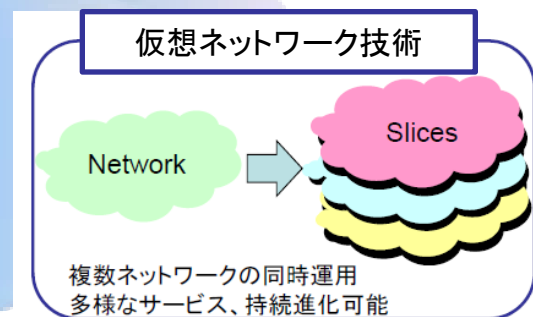 仮想ネットワーク技術
Network
Slices
複数ネットワークの同時運用
多様なサービス、持続進化可能